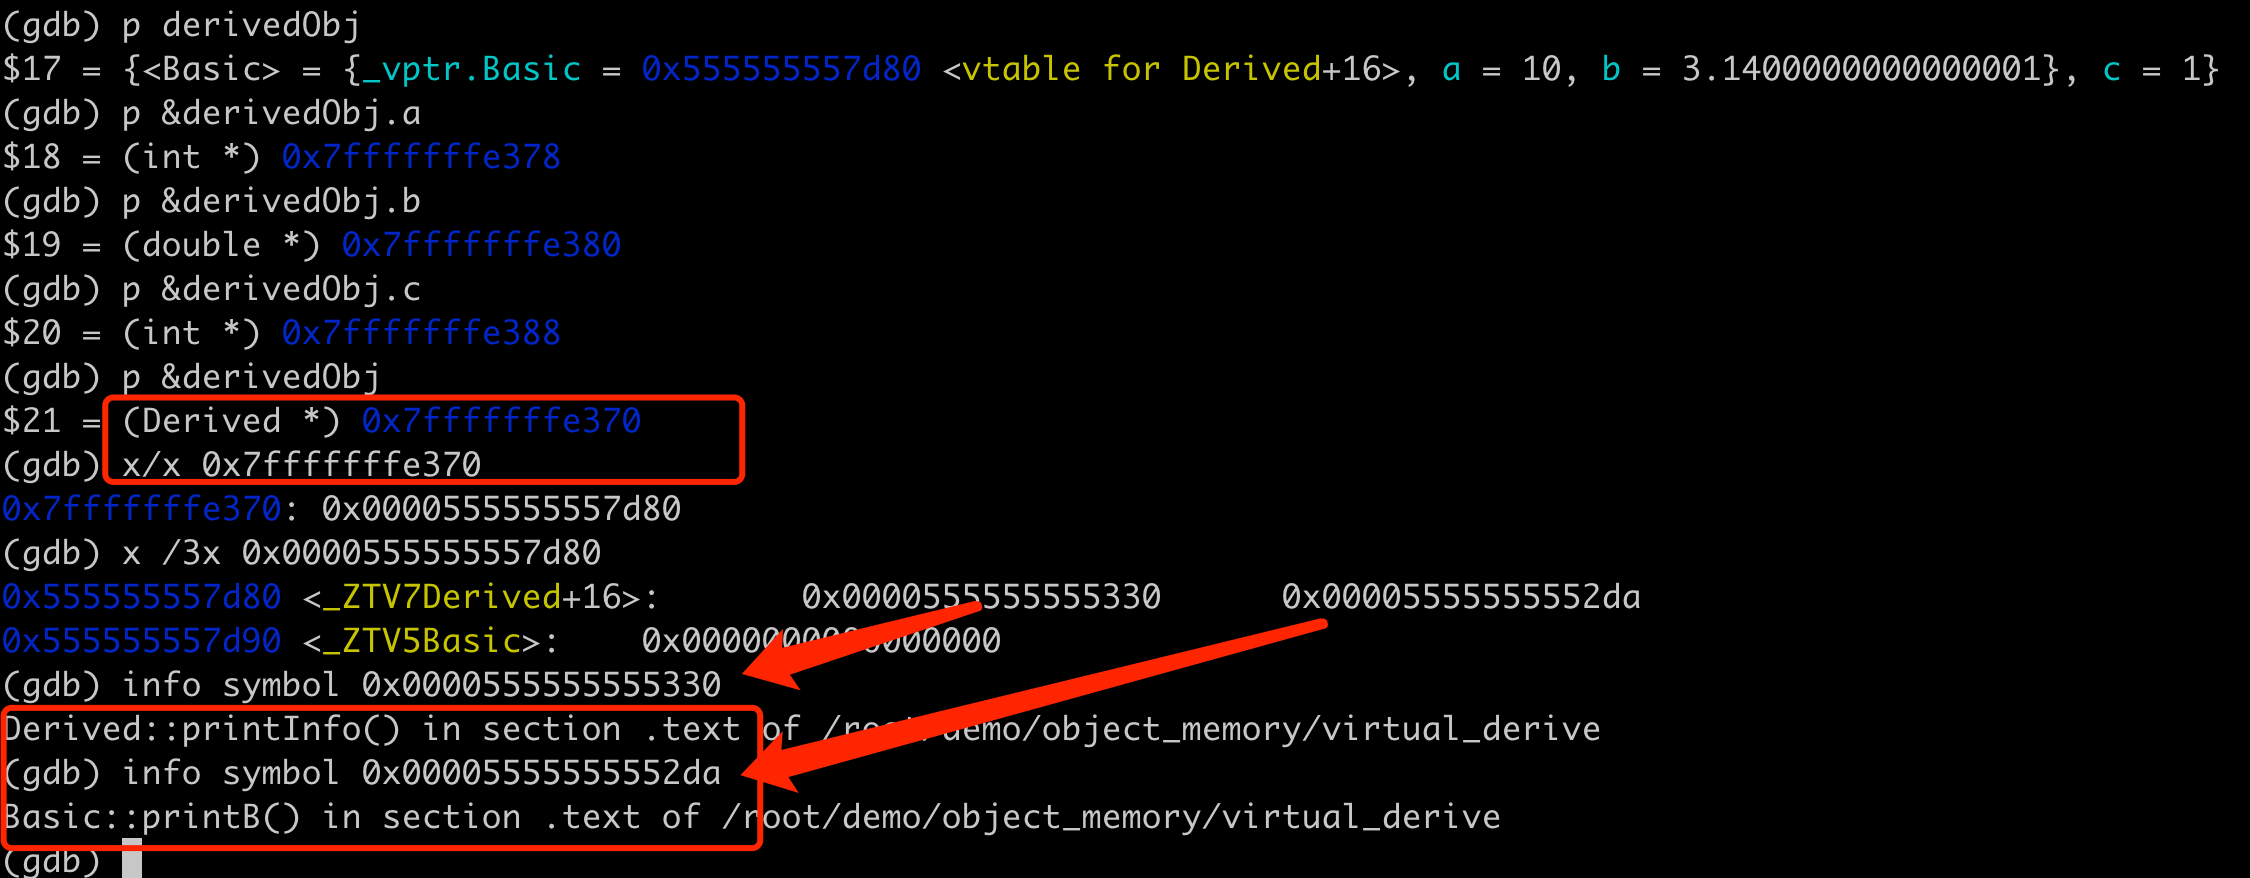 (gdb) p derivedObj
$17 = {<Basic> = {_vptr.Basic = 0x555555557d80 <vtable for Derived+16>, a = 10, b = 3.1400000000000001}, c = 1}
(gdb) p &derivedObj.a
$18 = (int *) 0x7fffffffe378
(gdb) p &derivedObj.b
$19 = (double *) 0x7fffffffe380
(gdb) p &derivedObj.c
$20 = (int *) 0x7fffffffe388
(gdb) p &derivedObj
$21 = (Derived *) 0x7fffffffe370
(gdb) x/x 0x7fffffffe370
0x7fffffffe370: 0x0000555555557d80
(gdb) x /3x 0x0000555555557d80
0x555555557d80 <_ZTV7Derived+16>: 0x0000555555555330 0x00005555555552da
0x555555557d90 <_ZTV5Basic>: 0x0000000000000000
(gdb) info symbol 0x0000555555555330
Derived::printInfo() in section .text of /root/demo/object_memory/virtual_derive
(gdb) info symbol 0x00005555555552da
Basic::printB() in section .text of /root/demo/object_memory/virtual_derive
(gdb)